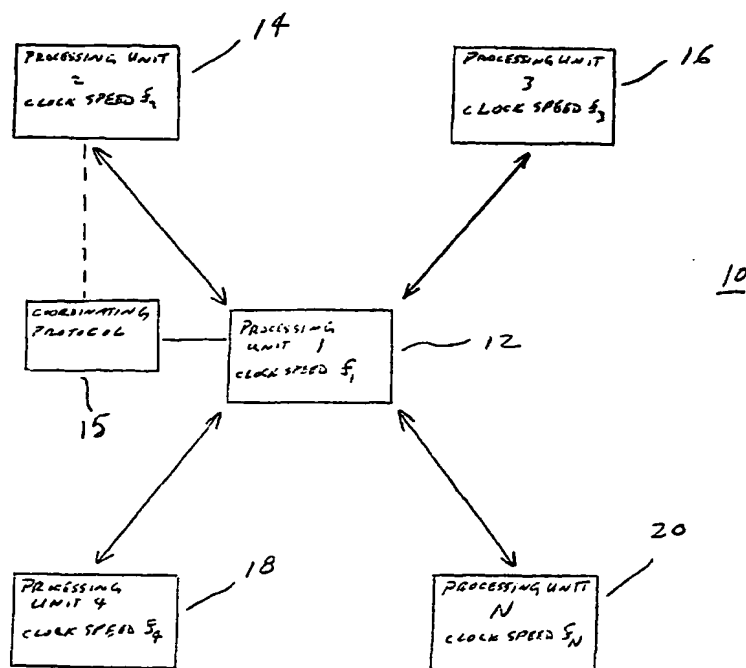 14
PROCESSING UNIT
2
CLOCK SPEED f2
PROCESSING UNIT
3
CLOCK SPEED f3
16
10
COORDINATING
PROTOCOL
15
PROCESSING
UNIT 1
CLOCK SPEED f1
12
18
PROCESSING
UNIT 4
CLOCK SPEED f4
20
PROCESSING UNIT
N
CLOCK SPEED fN